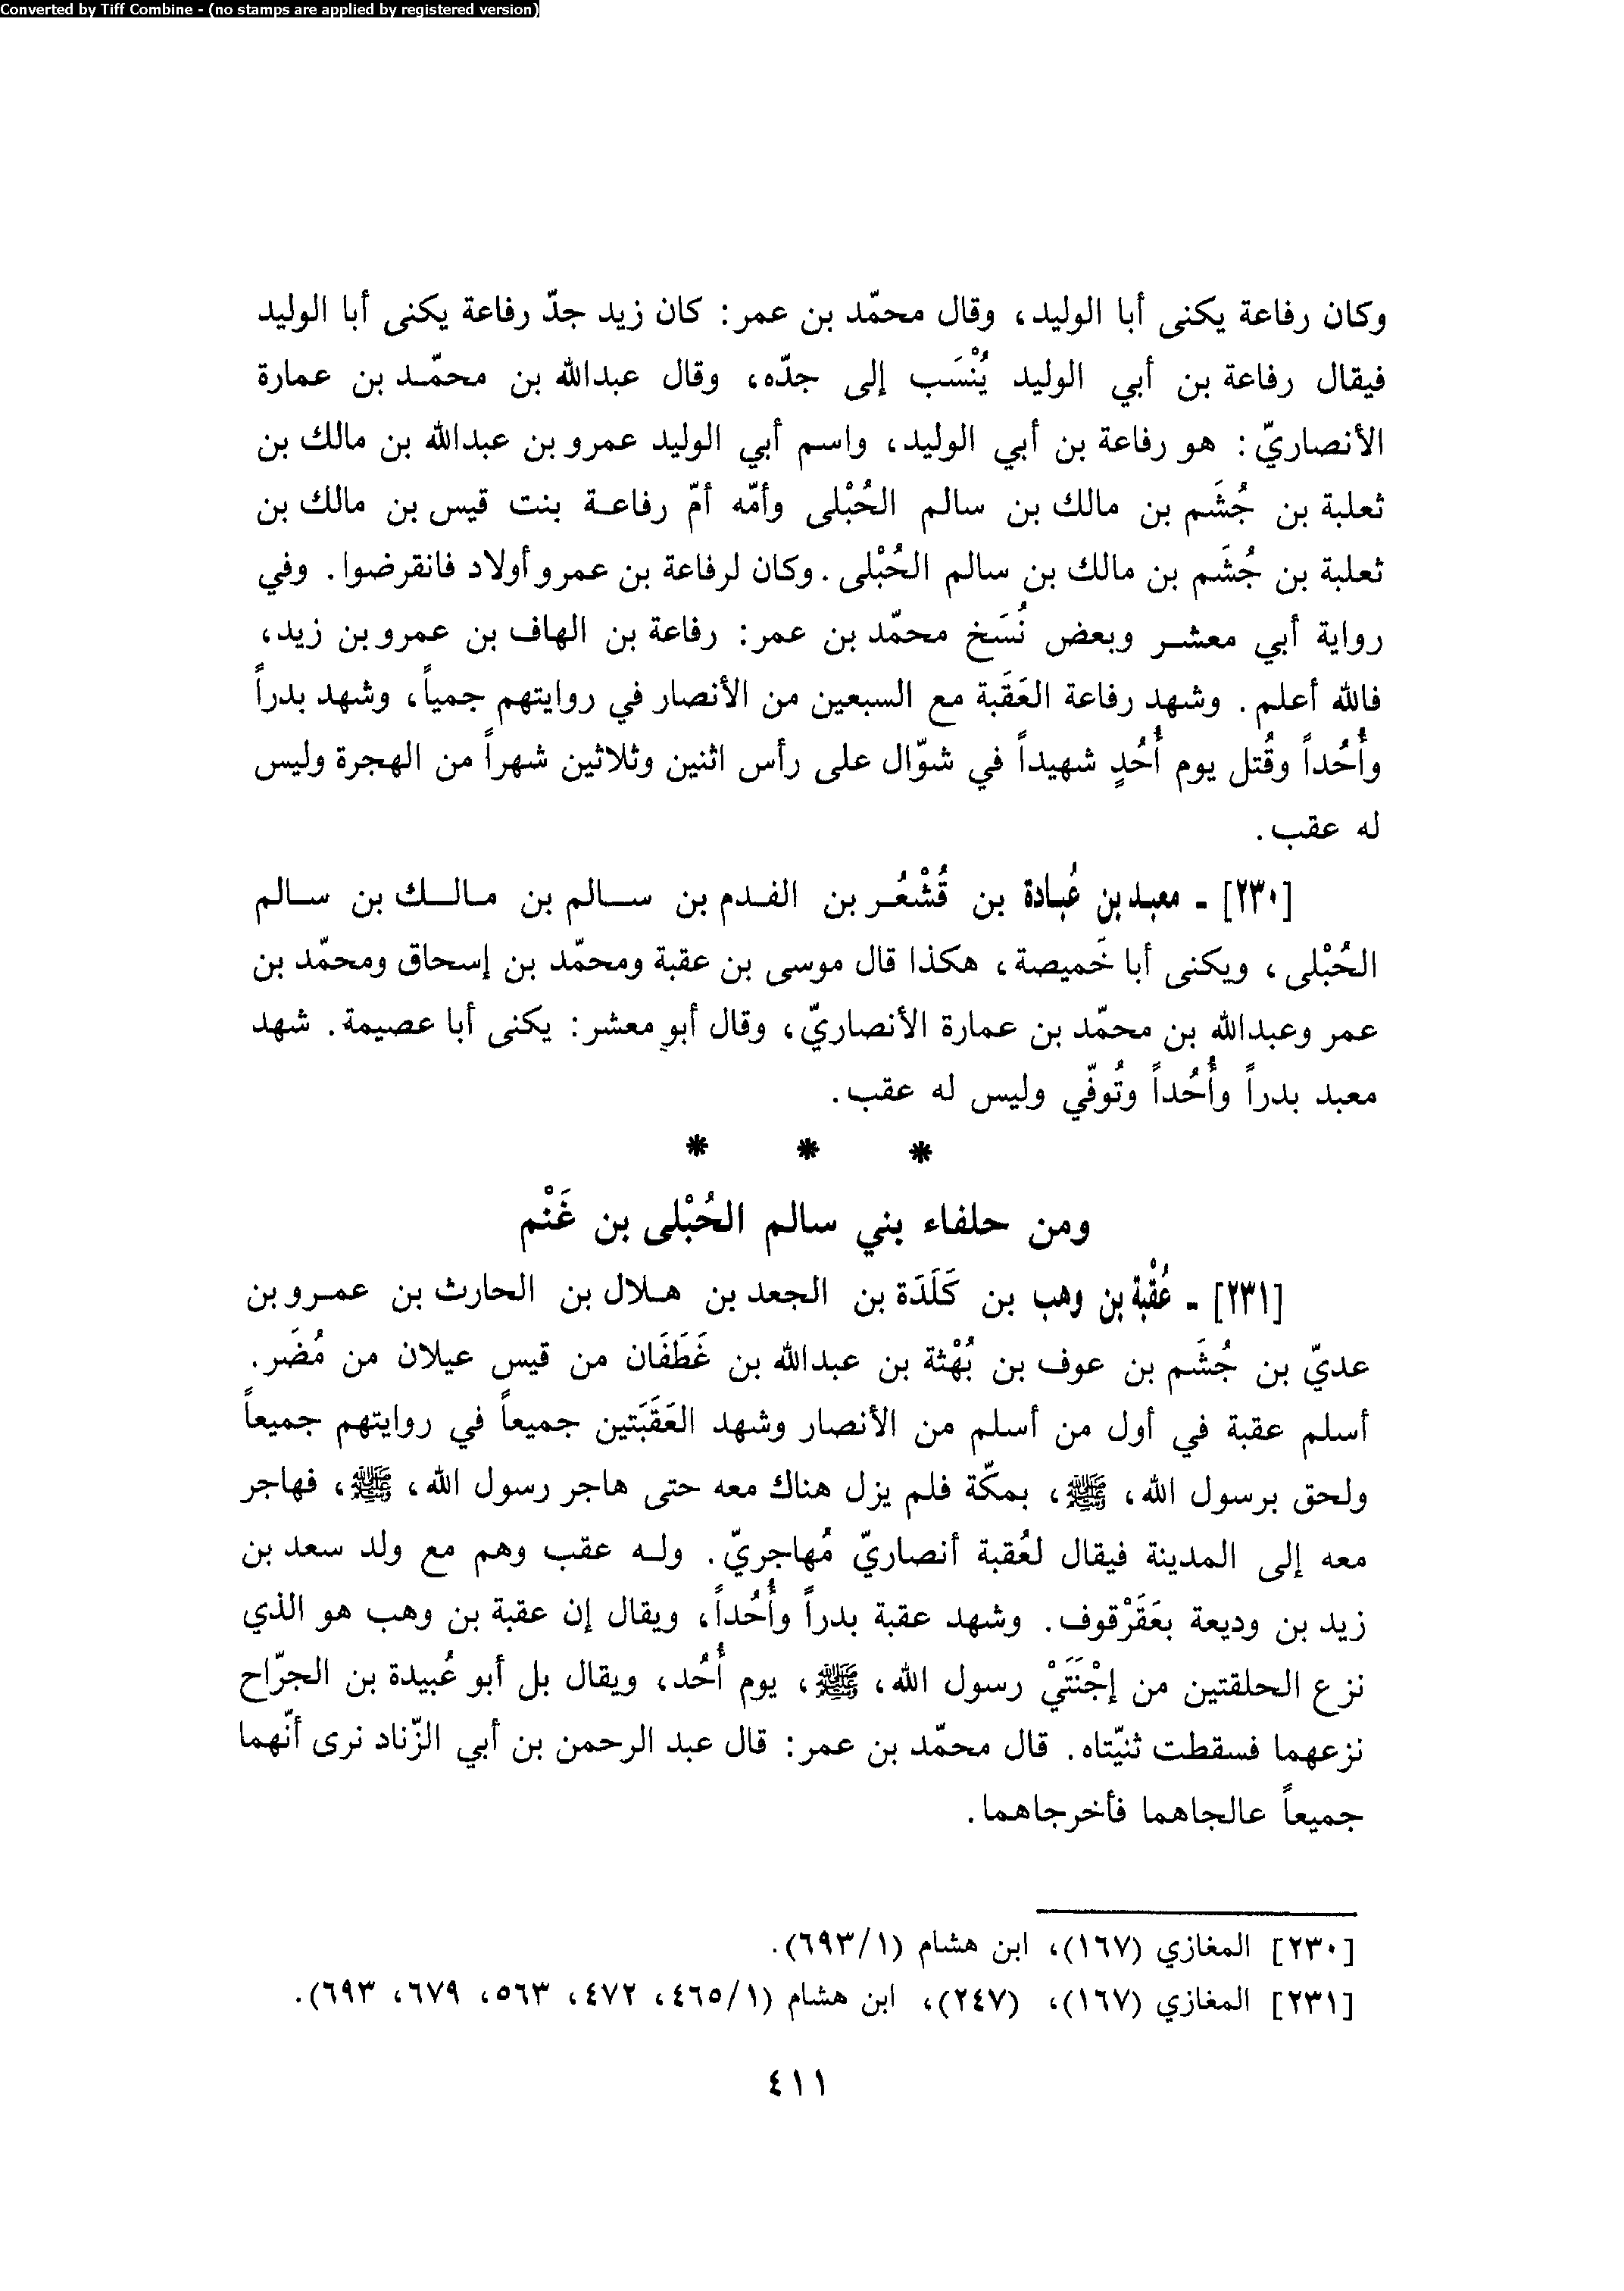 Converted by Tiff Combine - (no stamps are applied by registered version)
وكان رفاعة يكنى أبا الوليد، وقال محمّد بن عمر: كان زيد جدّ رفاعة يكنى أبا الوليد
فيقال رفاعة بن أبي الوليد يُنْسَب إلى جدّه، وقال عبدالله بن محمّد بن عمارة
الأنصاريّ: هو رفاعة بن أبي الوليد، واسم أبي الوليد عمرو بن عبدالله بن مالك بن
ثعلبة بن جُشَم بن مالك بن سالم الحُبْلى وأمّه أمّ رفاعة بنت قيس بن مالك بن
ثعلبة بن جُشَم بن مالك بن سالم الحُبْلى. وكان لرفاعة بن عمرو أولاد فانقرضوا. وفي
رواية أبي معشر وبعض نُسَخ محمّد بن عمر: رفاعة بن الهاف بن عمرو بن زيد،
فالله أعلم. وشهد رفاعة العَقَبة مع السبعين من الأنصار في روايتهم جمياً، وشهد بدراً
وأُحُداً وقُتل يوم أُحُدٍ شهيداً في شوّال على رأس اثنين وثلاثين شهراً من الهجرة وليس
له عقب.
[٢٣٠] - معبد بن عُبادة بن قُشْعُر بن الفدم بن سالم بن مالك بن سالم
الحُبْلى، ويكنى أبا خَميصة، هكذا قال موسى بن عقبة ومحمّد بن إسحاق ومحمّد بن
عمر وعبدالله بن محمّد بن عمارة الأنصاريّ، وقال أبو معشر: يكنى أبا عصيمة. شهد
معبد بدراً وأُحُداً وتُوفّي وليس له عقب.
* * *
ومن حلفاء بني سالم الحُبْلى بن غَنْم
[٢٣١] - عُقْبة بن وهب بن كَلَدَة بن الجعد بن هلال بن الحارث بن عمرو بن
عديّ بن جُشَم بن عوف بن بُهْثة بن عبدالله بن غَطَفَان من قيس عيلان من مُضَر.
أسلم عقبة في أول من أسلم من الأنصار وشهد العَقَبَتين جميعاً في روايتهم جميعاً
ولحق برسول الله، ﷺ، بمكّة فلم يزل هناك معه حتى هاجر رسول الله، ﷺ، فهاجر
معه إلى المدينة فيقال لعُقبة أنصاريّ مُهاجريّ. وله عقب وهم مع ولد سعد بن
زيد بن وديعة بعَقَرْقوف. وشهد عقبة بدراً وأُحُداً، ويقال إن عقبة بن وهب هو الذي
نزع الحلقتين من إجْنَتَيْ رسول الله، ﷺ، يوم أُحُد، ويقال بل أبو عُبيدة بن الجرّاح
نزعهما فسقطت ثنيّتاه. قال محمّد بن عمر: قال عبد الرحمن بن أبي الزّناد نرى أنّهما
جميعاً عالجاهما فأخرجاهما.
[٢٣٠] المغازي (١٦٧)، ابن هشام (٦٩٣/١).
[٢٣١] المغازي (١٦٧)، (٢٤٧)، ابن هشام (٤٦٥/١، ٤٧٢، ٥٦٣، ٦٧٩، ٦٩٣).
٤١١